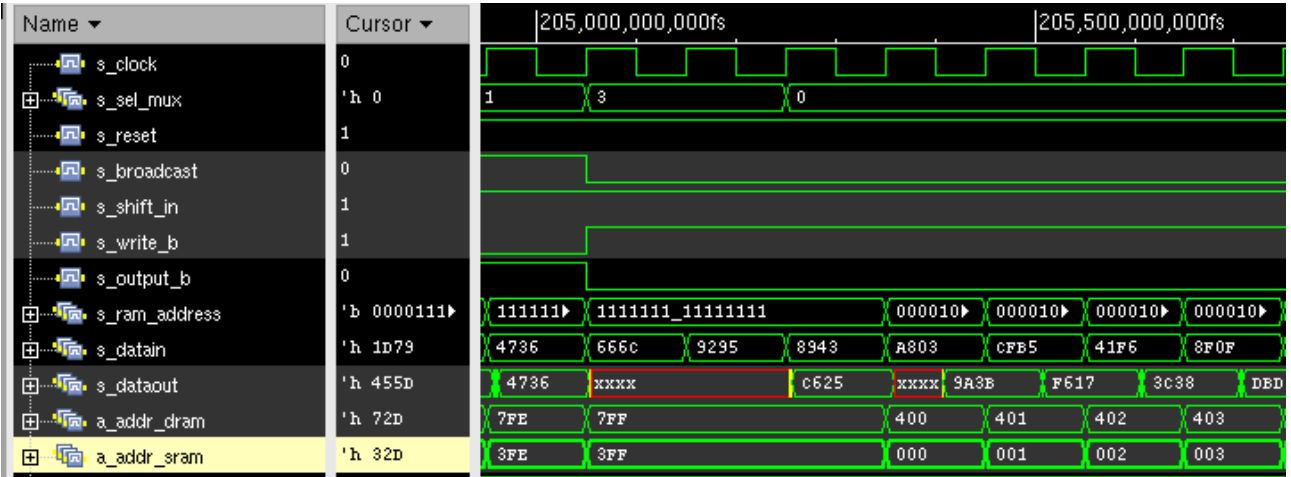 Name ▾ Cursor ▾ 205,000,000,000fs 205,500,000,000fs
s_clock 0
s_sel_mux 'h 0 1 3 0
s_reset 1
s_broadcast 0
s_shift_in 1
s_write_b 1
s_output_b 0
s_ram_address 'b 0000111▸ 111111▸ 1111111_11111111 000010▸ 000010▸ 000010▸ 000010▸
s_datain 'h 1D79 4736 666C 9295 8943 A803 CFB5 41F6 8F0F
s_dataout 'h 455D 4736 xxxx C625 xxxx 9A3B F617 3C38 DBD
a_addr_dram 'h 72D 7FE 7FF 400 401 402 403
a_addr_sram 'h 32D 3FE 3FF 000 001 002 003